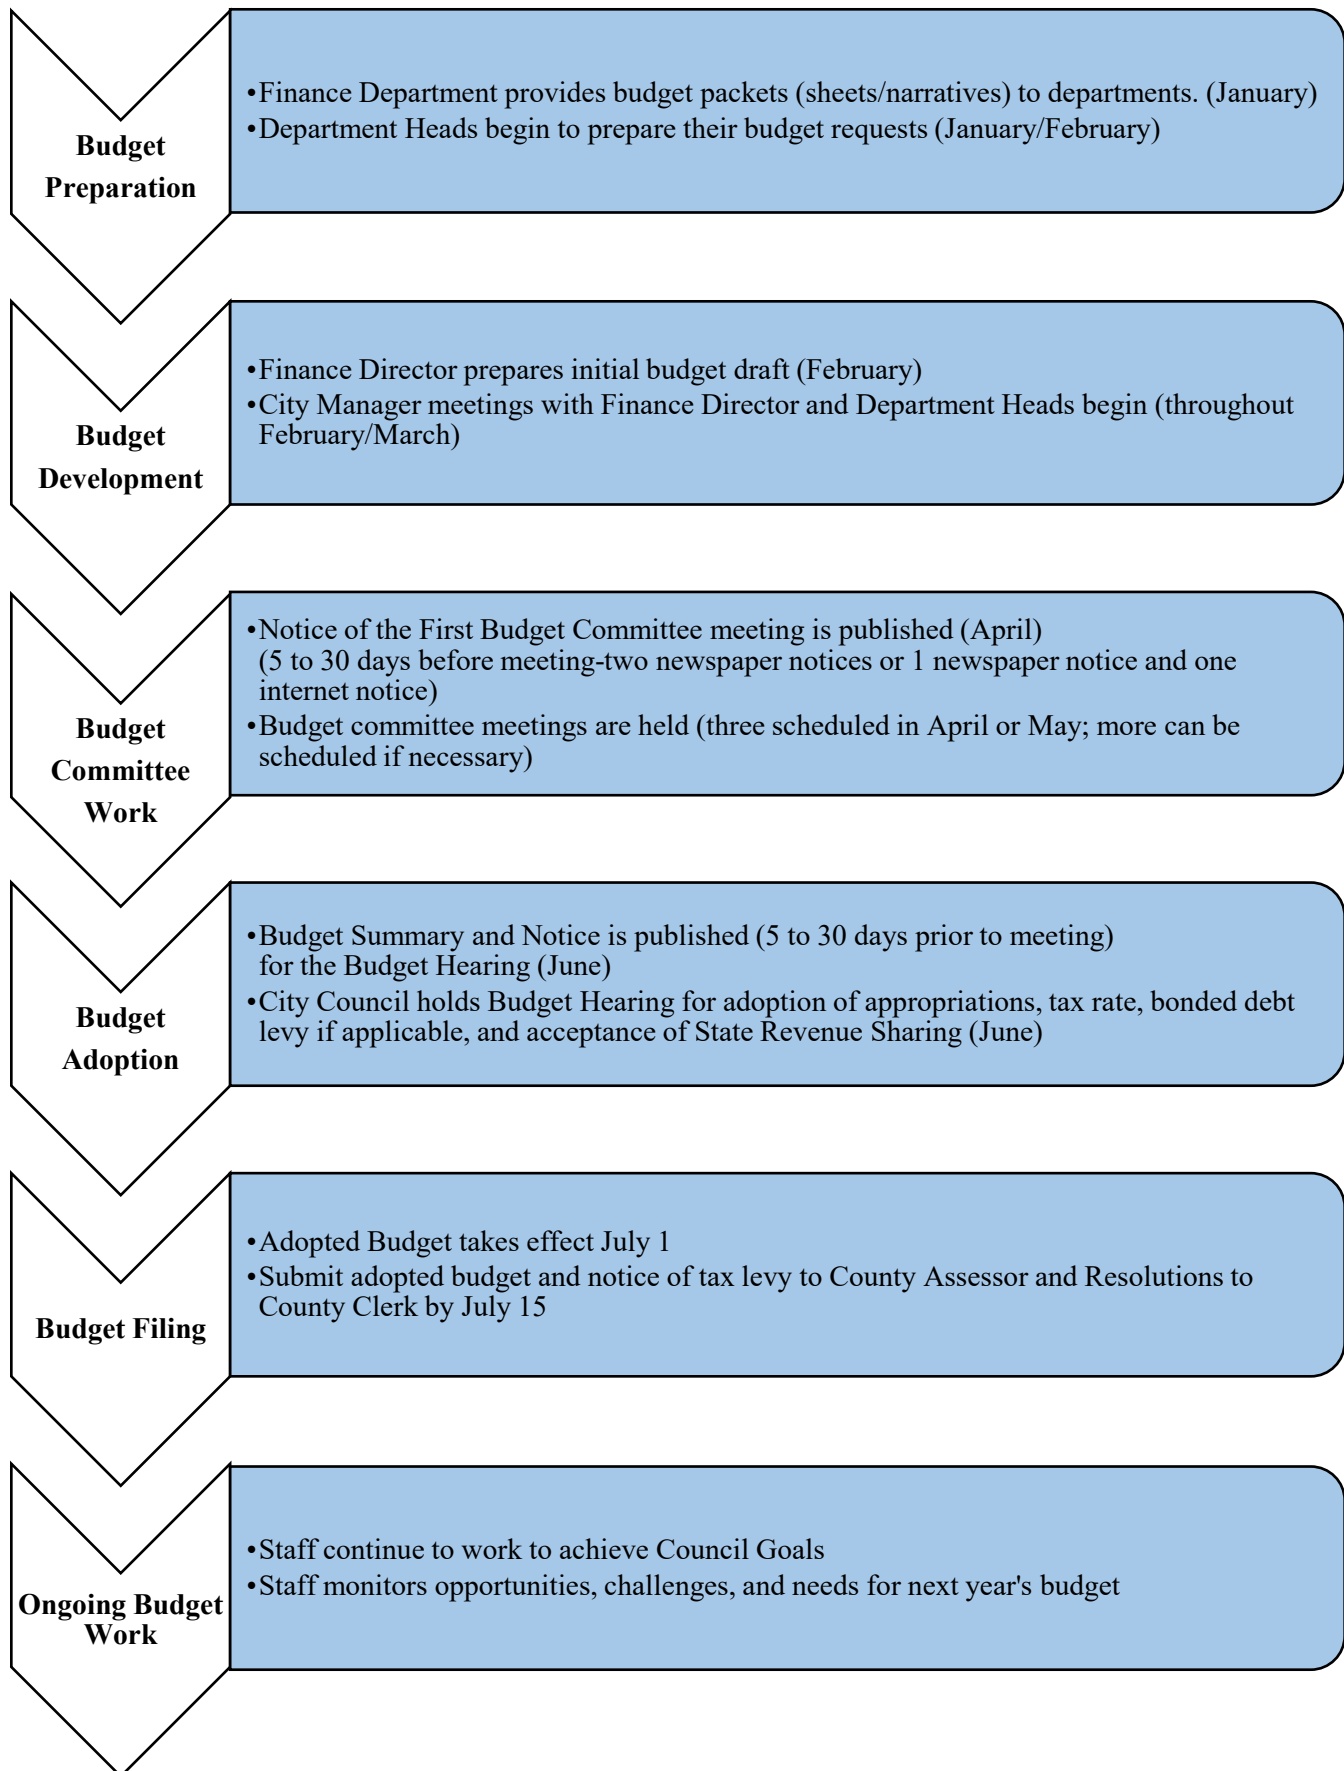 Budget
Preparation
•Finance Department provides budget packets (sheets/narratives) to departments. (January)
•Department Heads begin to prepare their budget requests (January/February)
Budget
Development
•Finance Director prepares initial budget draft (February)
•City Manager meetings with Finance Director and Department Heads begin (throughout
February/March)
Budget
Committee
Work
•Notice of the First Budget Committee meeting is published (April)
(5 to 30 days before meeting-two newspaper notices or 1 newspaper notice and one
internet notice)
•Budget committee meetings are held (three scheduled in April or May; more can be
scheduled if necessary)
Budget
Adoption
•Budget Summary and Notice is published (5 to 30 days prior to meeting)
for the Budget Hearing (June)
•City Council holds Budget Hearing for adoption of appropriations, tax rate, bonded debt
levy if applicable, and acceptance of State Revenue Sharing (June)
Budget Filing
•Adopted Budget takes effect July 1
•Submit adopted budget and notice of tax levy to County Assessor and Resolutions to
County Clerk by July 15
Ongoing Budget
Work
•Staff continue to work to achieve Council Goals
•Staff monitors opportunities, challenges, and needs for next year's budget